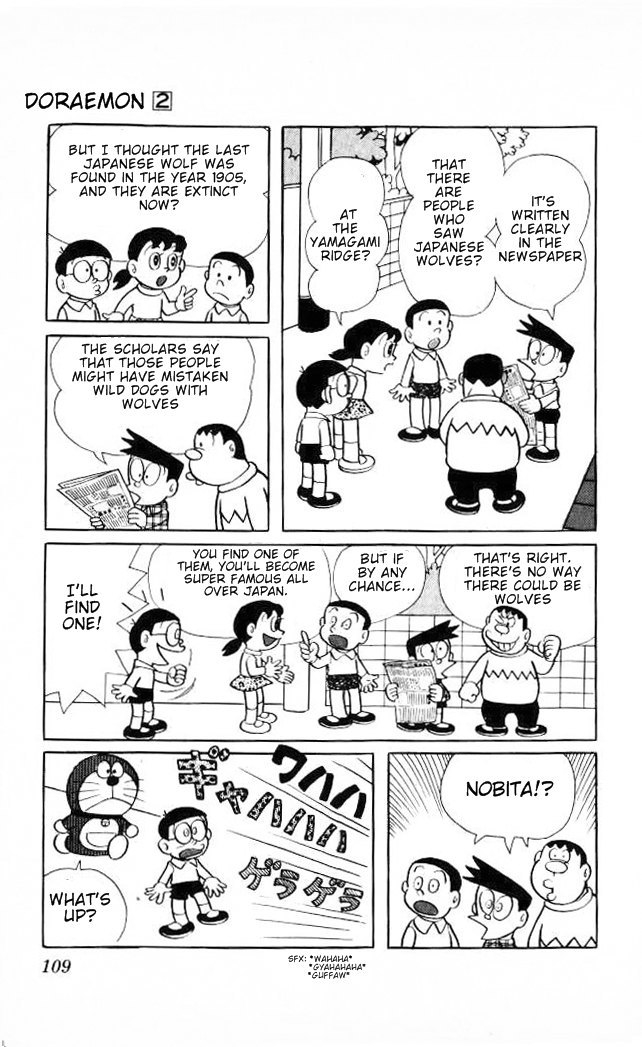 DORAEMON 2
IT'S
WRITTEN
CLEARLY
IN THE
NEWSPAPER
THAT
THERE
ARE
PEOPLE
WHO
SAW
JAPANESE
WOLVES?
AT
THE
YAMAGAMI
RIDGE?
BUT I THOUGHT THE LAST
JAPANESE WOLF WAS
FOUND IN THE YEAR 1905,
AND THEY ARE EXTINCT
NOW?
THE SCHOLARS SAY
THAT THOSE PEOPLE
MIGHT HAVE MISTAKEN
WILD DOGS WITH
WOLVES
THAT'S RIGHT.
THERE'S NO WAY
THERE COULD BE
WOLVES
BUT IF
BY ANY
CHANCE...
YOU FIND ONE OF
THEM, YOU'LL BECOME
SUPER FAMOUS ALL
OVER JAPAN.
I'LL
FIND
ONE!
NOBITA!?
ワハハ
ギャハハハハ
ゲラゲラ
WHAT'S
UP?
SFX: *WAHAHA*
*GYAHAHAHA*
*GUFFAW*
109